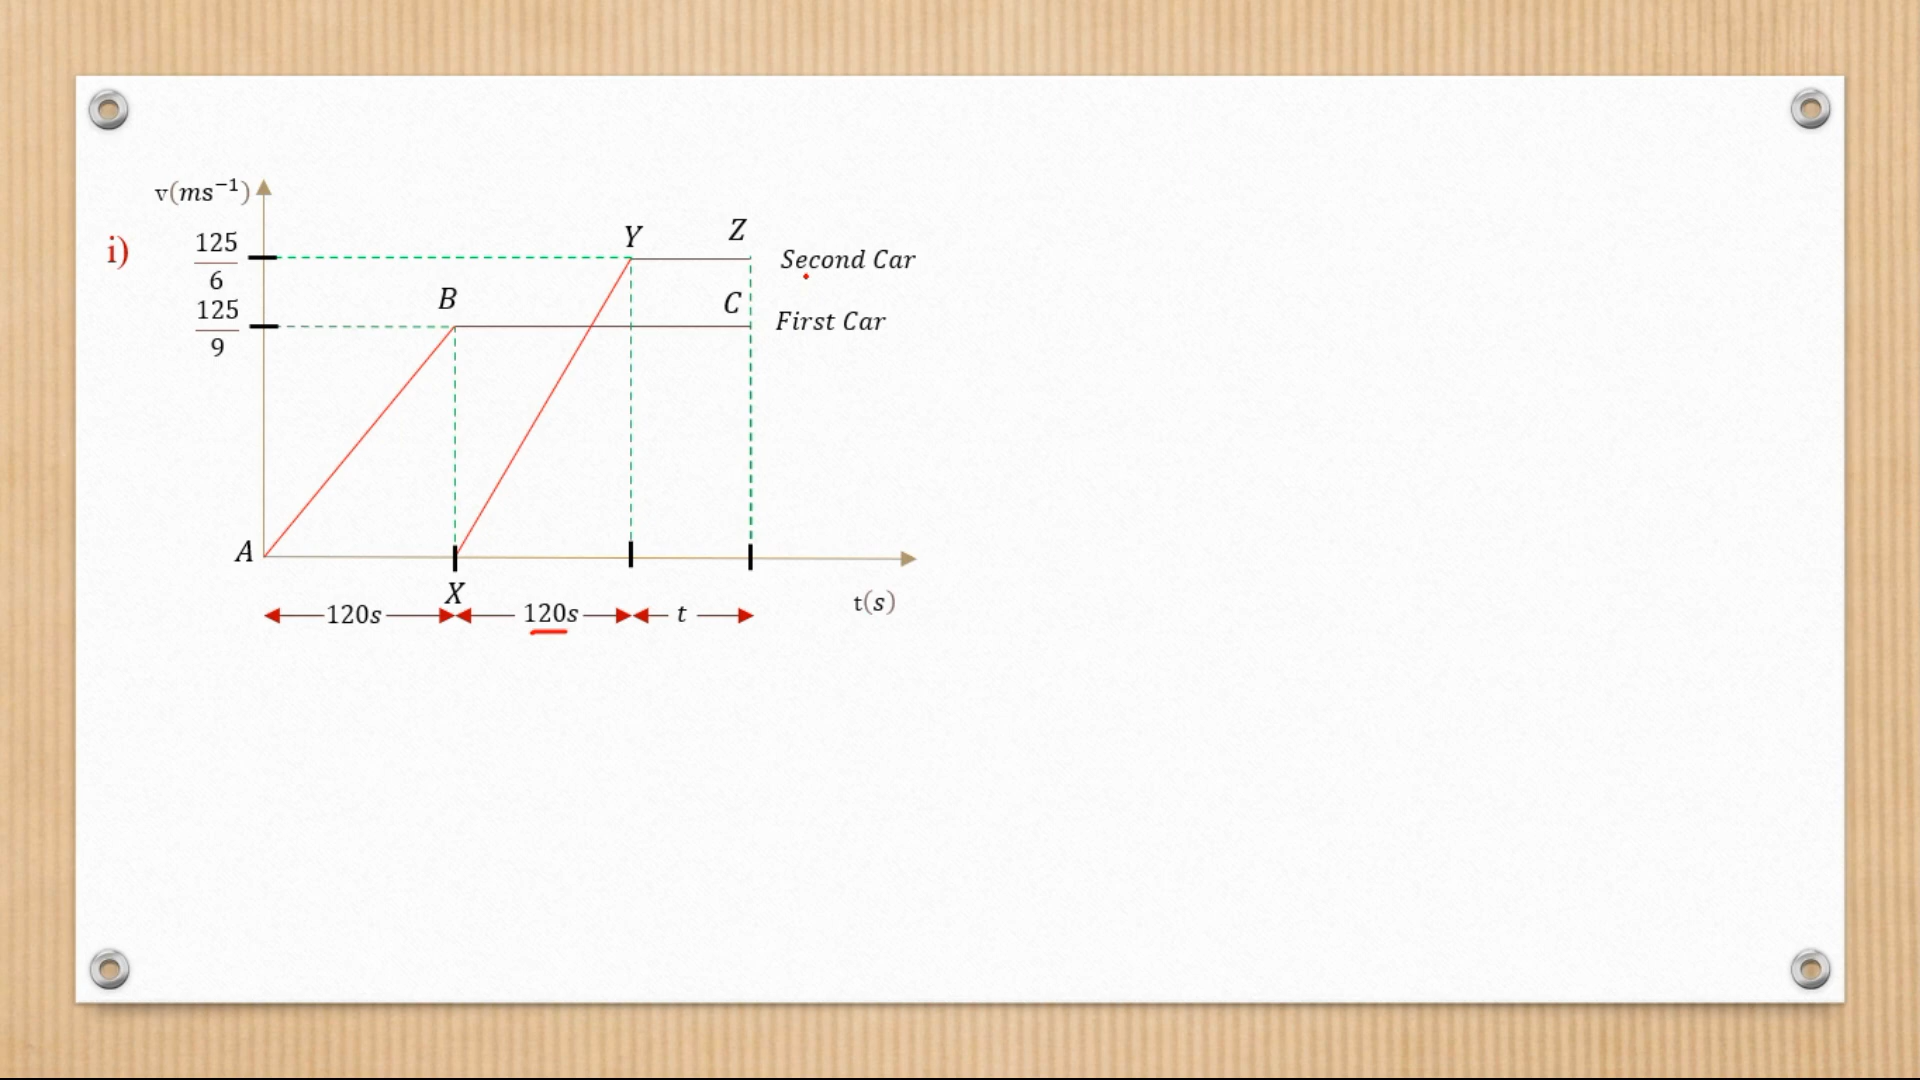 v(ms⁻¹)
i)
125
6
125
9
Y
Z
Second Car
B
C
First Car
A
X
120s
120s
t
t(s)